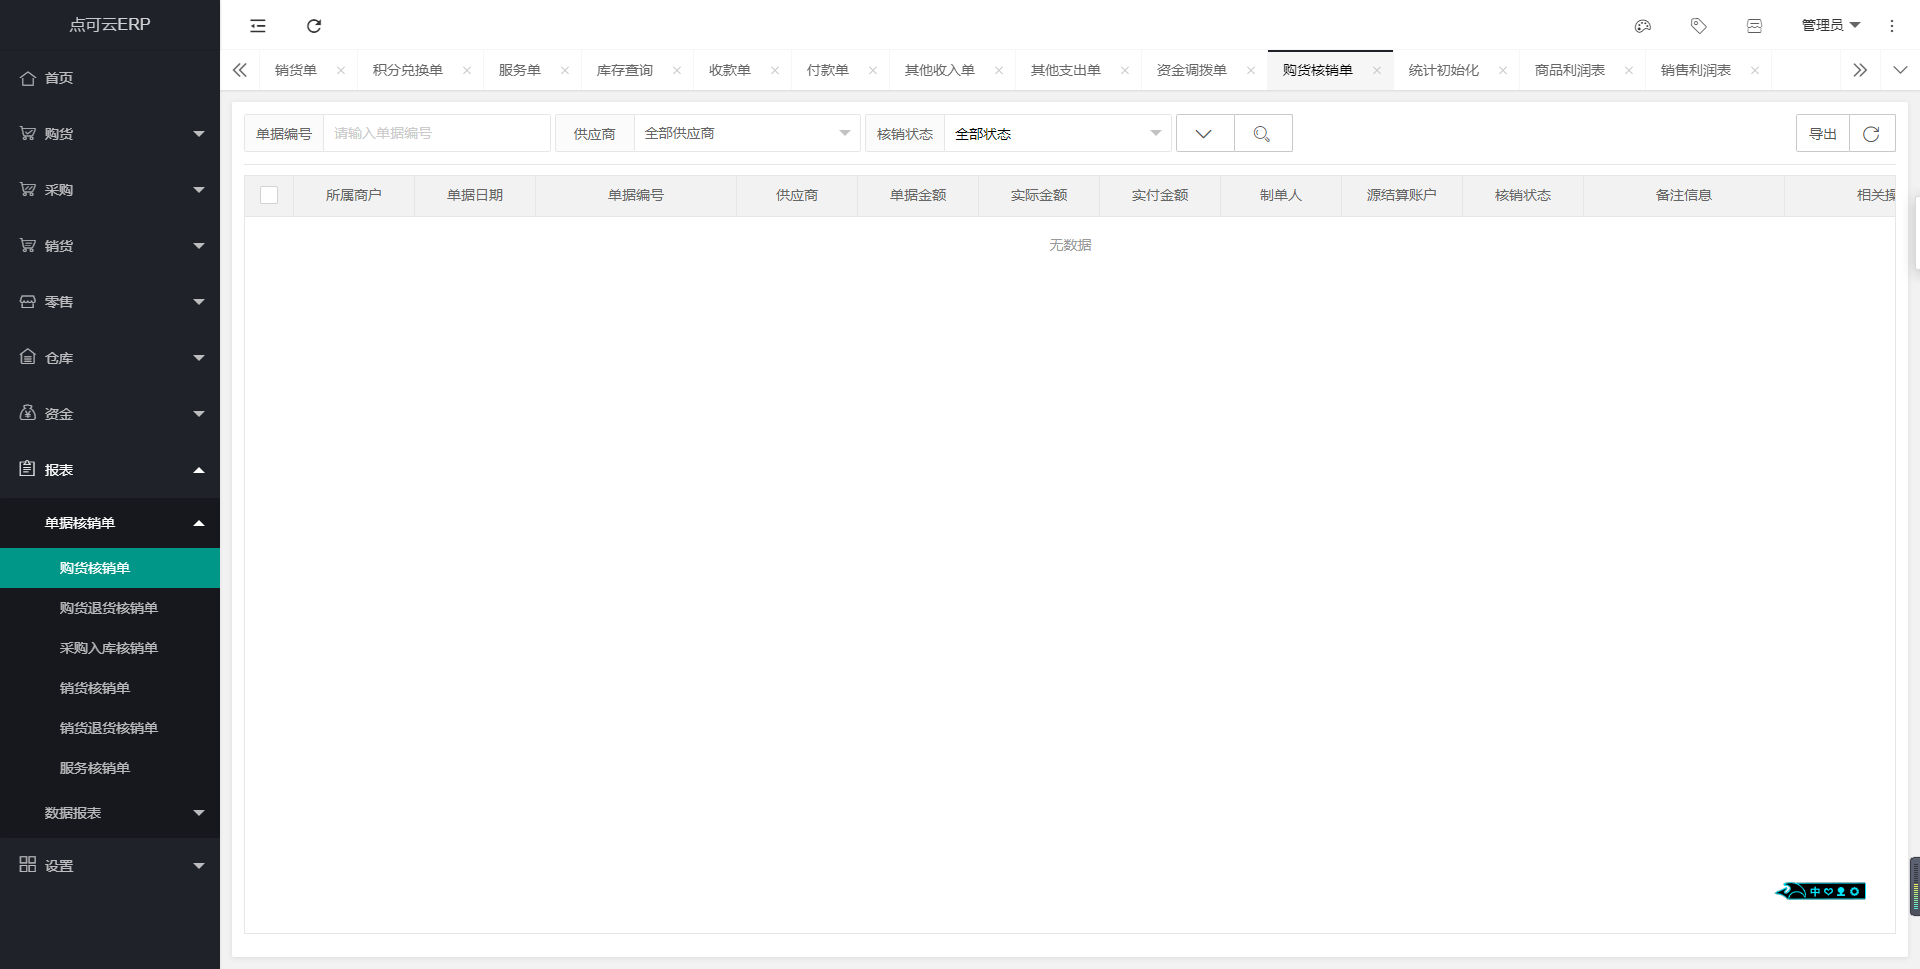 点可云ERP
管理员
销货单
积分兑换单
服务单
库存查询
收款单
付款单
其他收入单
其他支出单
资金调拨单
购货核销单
统计初始化
商品利润表
销售利润表
首页
购货
采购
销货
零售
仓库
资金
报表
单据核销单
购货核销单
购货退货核销单
采购入库核销单
销货核销单
销货退货核销单
服务核销单
数据报表
设置
单据编号 请输入单据编号
供应商 全部供应商
核销状态 全部状态
导出
所属商户 单据日期 单据编号 供应商 单据金额 实际金额 实付金额 制单人 源结算账户 核销状态 备注信息 相关操
无数据
中